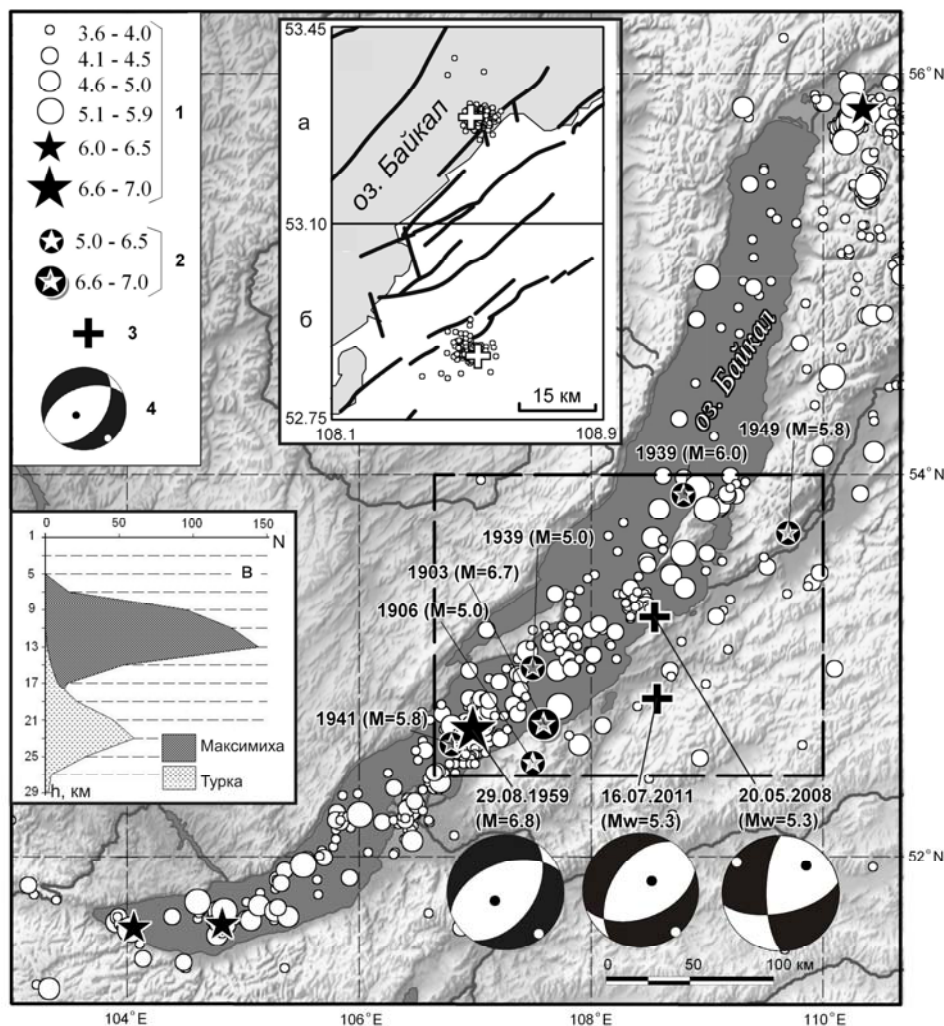 3.6 - 4.0
4.1 - 4.5
4.6 - 5.0
5.1 - 5.9
1
6.0 - 6.5
6.6 - 7.0
5.0 - 6.5
2
6.6 - 7.0
3
4
53.45
а
оз. Байкал
53.10
б
15 км
52.75
108.1
108.9
56°N
оз. Байкал
1949 (M=5.8)
1939 (M=6.0)
54°N
1939 (M=5.0)
1903 (M=6.7)
1906 (M=5.0)
1941 (M=5.8)
0
50
100
150
N
1
в
5
9
13
17
21
25
29
h, км
Максимиха
Турка
29.08.1959
(M=6.8)
16.07.2011
(Mw=5.3)
20.05.2008
(Mw=5.3)
52°N
0
50
100 км
104°E
106°E
108°E
110°E